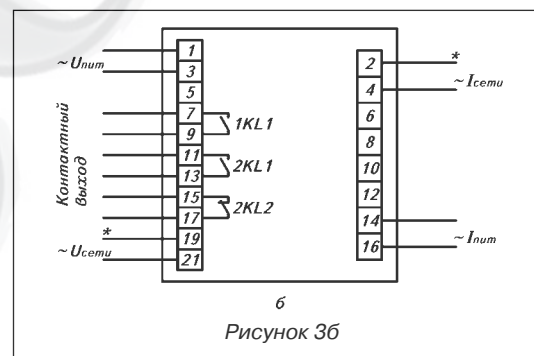 1
~Uпит
3
5
7
1KL1
9
11
2KL1
13
15
2KL2
17
Контактный
выход
*
19
~Uсети
21
2
*
4
~Iсети
6
8
10
12
14
~Iпит
16
б
Рисунок 3б